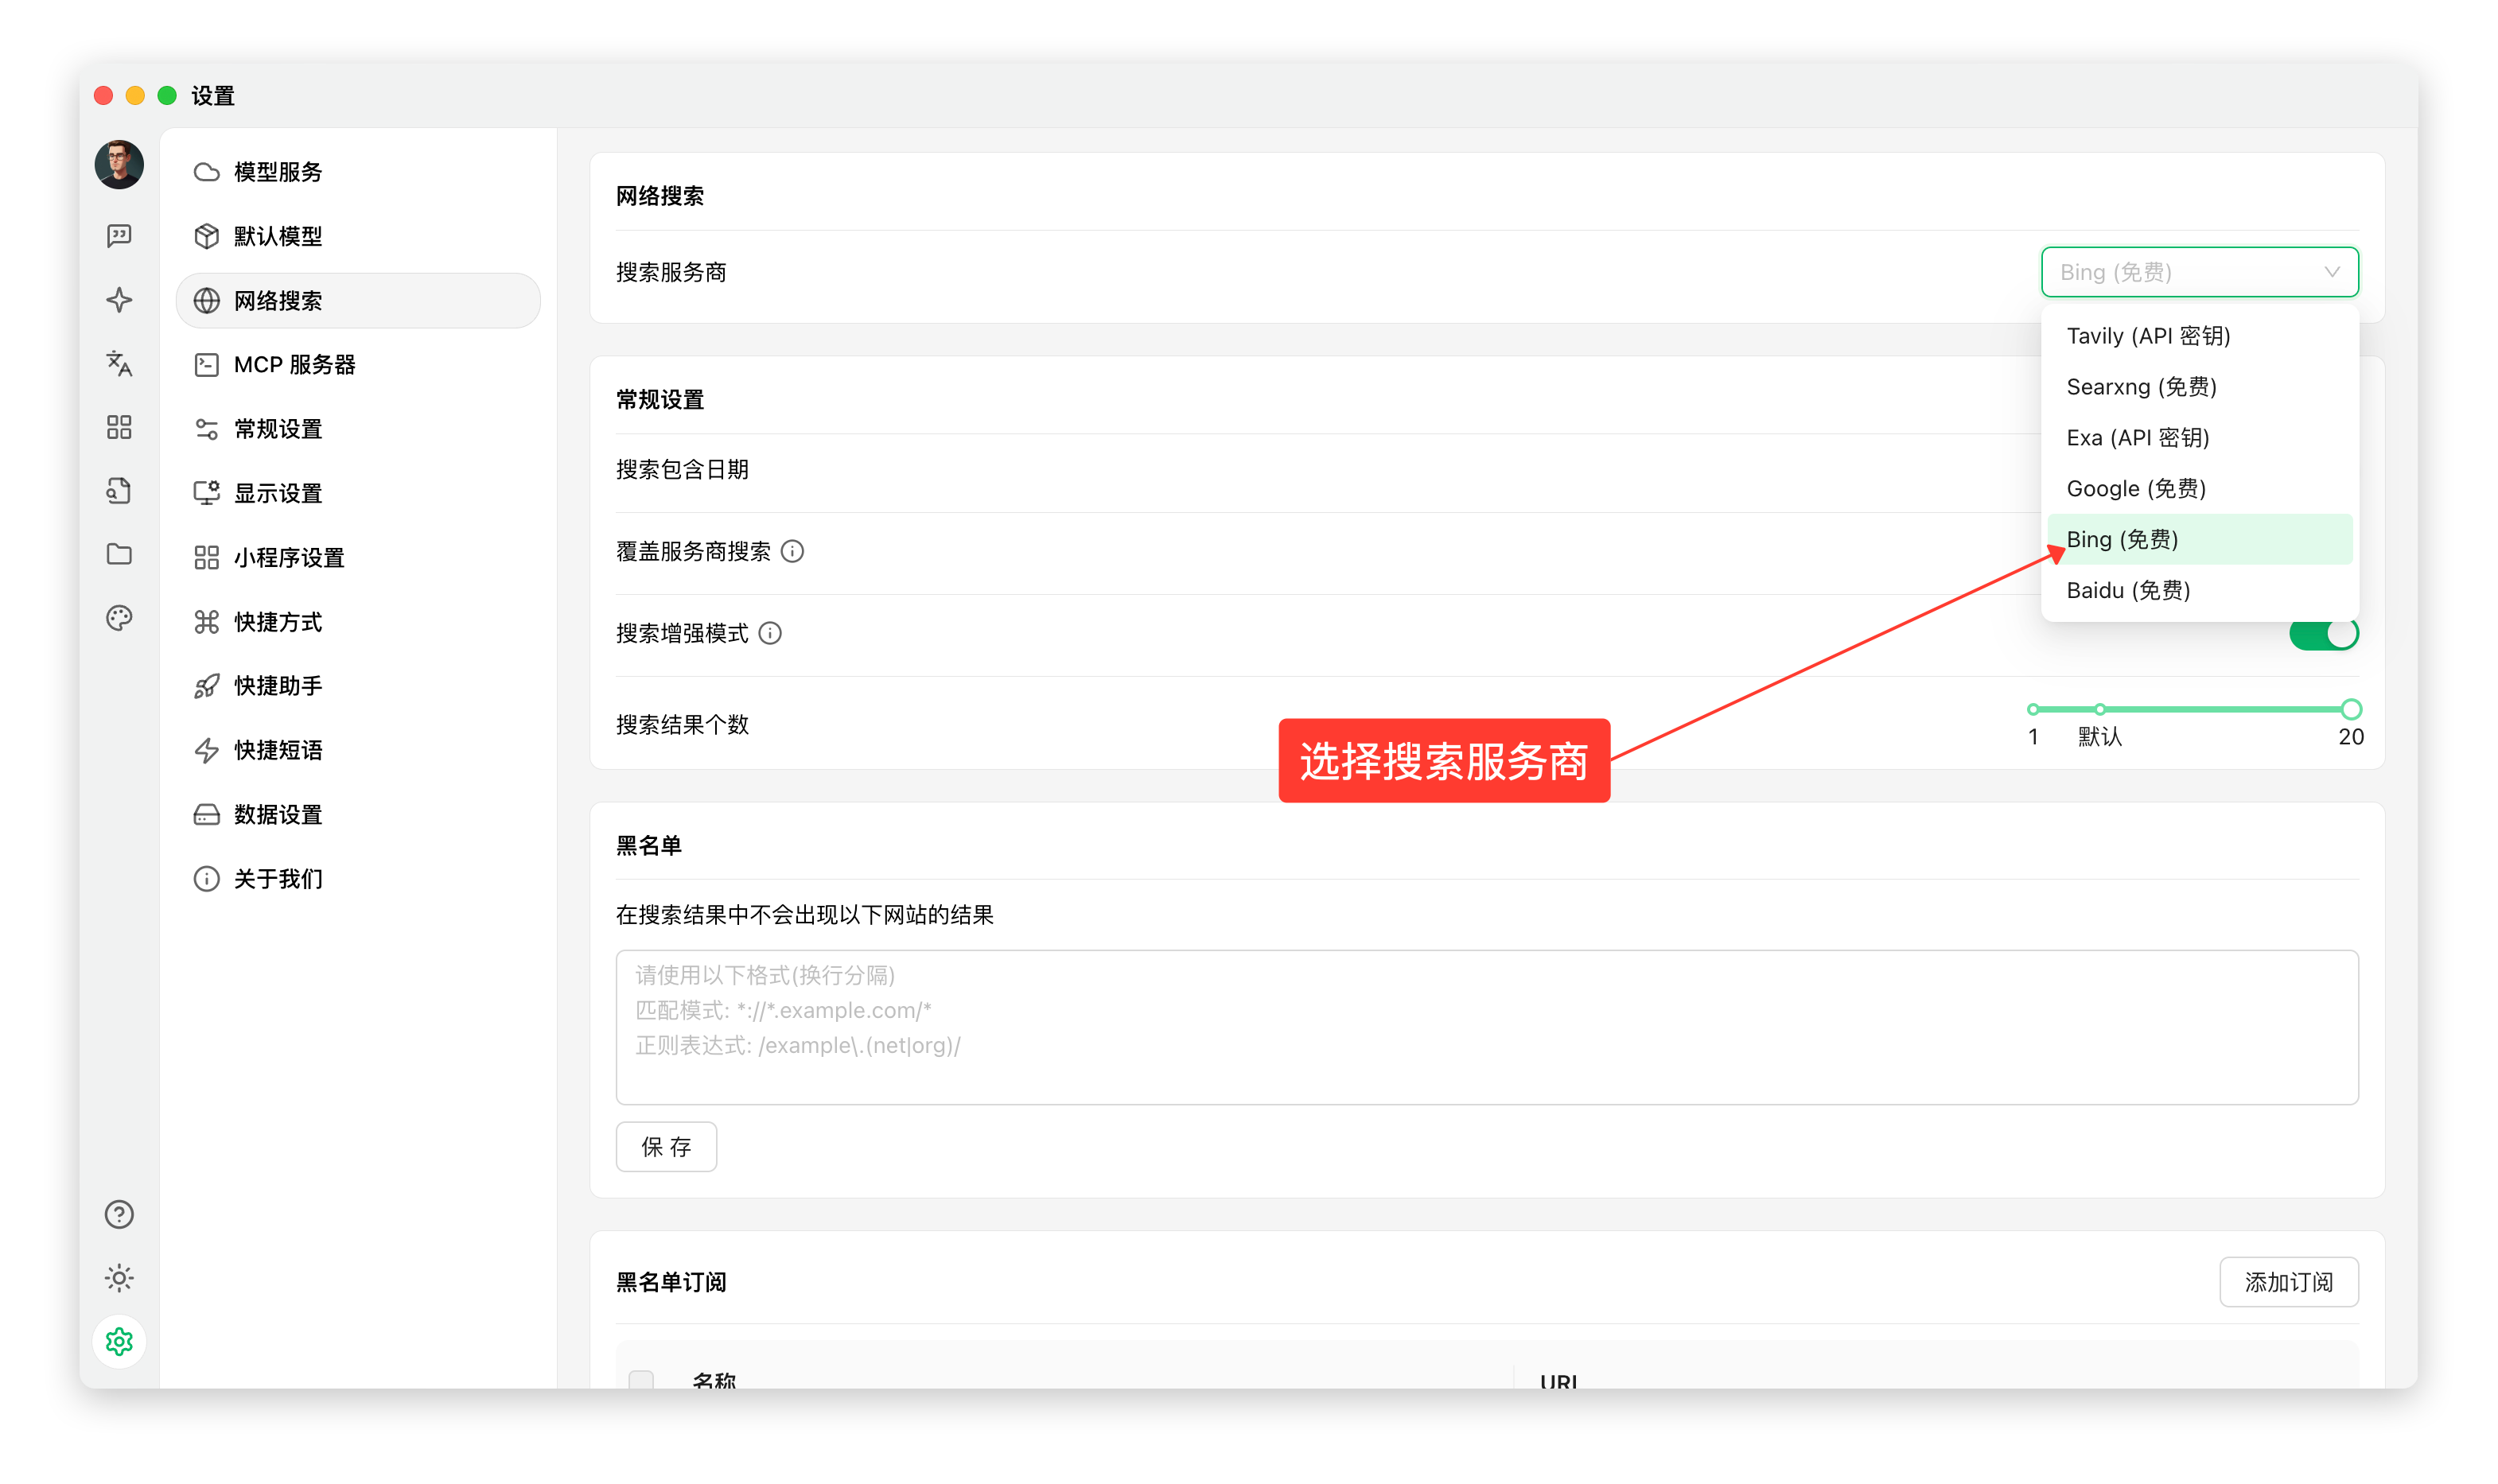 设置
模型服务
默认模型
网络搜索
MCP 服务器
常规设置
显示设置
小程序设置
快捷方式
快捷助手
快捷短语
数据设置
关于我们
网络搜索
搜索服务商
Bing (免费)
Tavily (API 密钥)
Searxng (免费)
Exa (API 密钥)
Google (免费)
Bing (免费)
Baidu (免费)
常规设置
搜索包含日期
覆盖服务商搜索
搜索增强模式
搜索结果个数
1 默认 20
选择搜索服务商
黑名单
在搜索结果中不会出现以下网站的结果
请使用以下格式(换行分隔)
匹配模式: *://*.example.com/*
正则表达式: /example\.(net|org)/
保 存
黑名单订阅
添加订阅
名称
URL